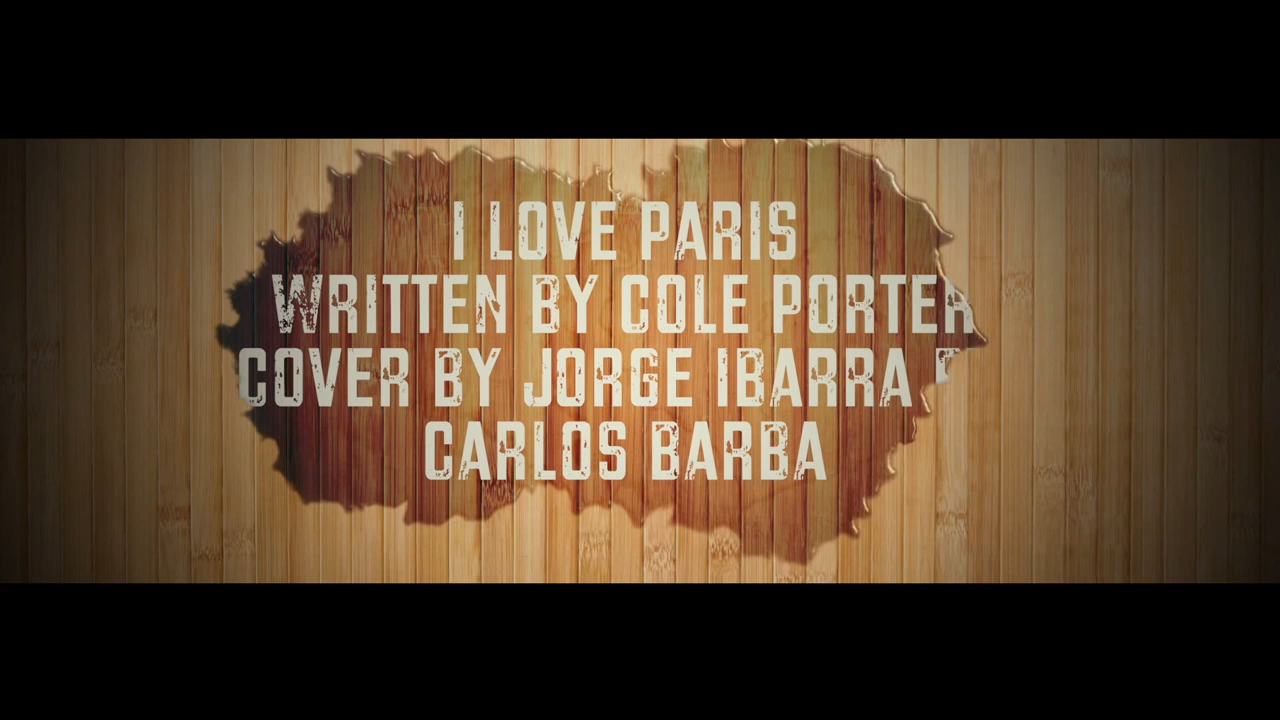 I LOVE PARIS
WRITTEN BY COLE PORTER
COVER BY JORGE IBARRA
CARLOS BARBA